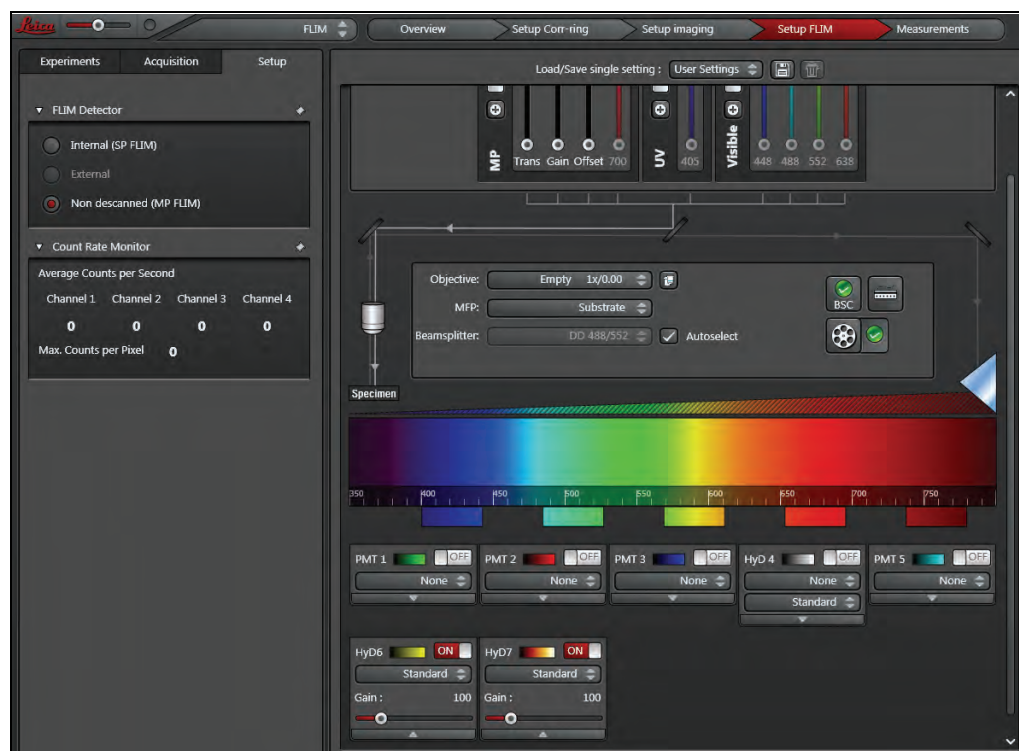 Leica
FLIM
Overview
Setup Corr-ring
Setup imaging
Setup FLIM
Measurements
Experiments
Acquisition
Setup
Load/Save single setting :
User Settings
FLIM Detector
Internal (SP FLIM)
External
Non descanned (MP FLIM)
MP
Trans Gain Offset 700
UV
405
Visible
448 488 552 638
Count Rate Monitor
Average Counts per Second
Channel 1 Channel 2 Channel 3 Channel 4
0 0 0 0
Max. Counts per Pixel 0
Objective: Empty 1x/0.00
MFP: Substrate
Beamsplitter: DD 488/552 Autoselect
BSC
Specimen
350 400 450 500 550 600 650 700 750
PMT 1 OFF PMT 2 OFF PMT 3 OFF HyD 4 OFF PMT 5 OFF
None None None None None
Standard
HyD6 ON HyD7 ON
Standard Standard
Gain : 100 Gain : 100